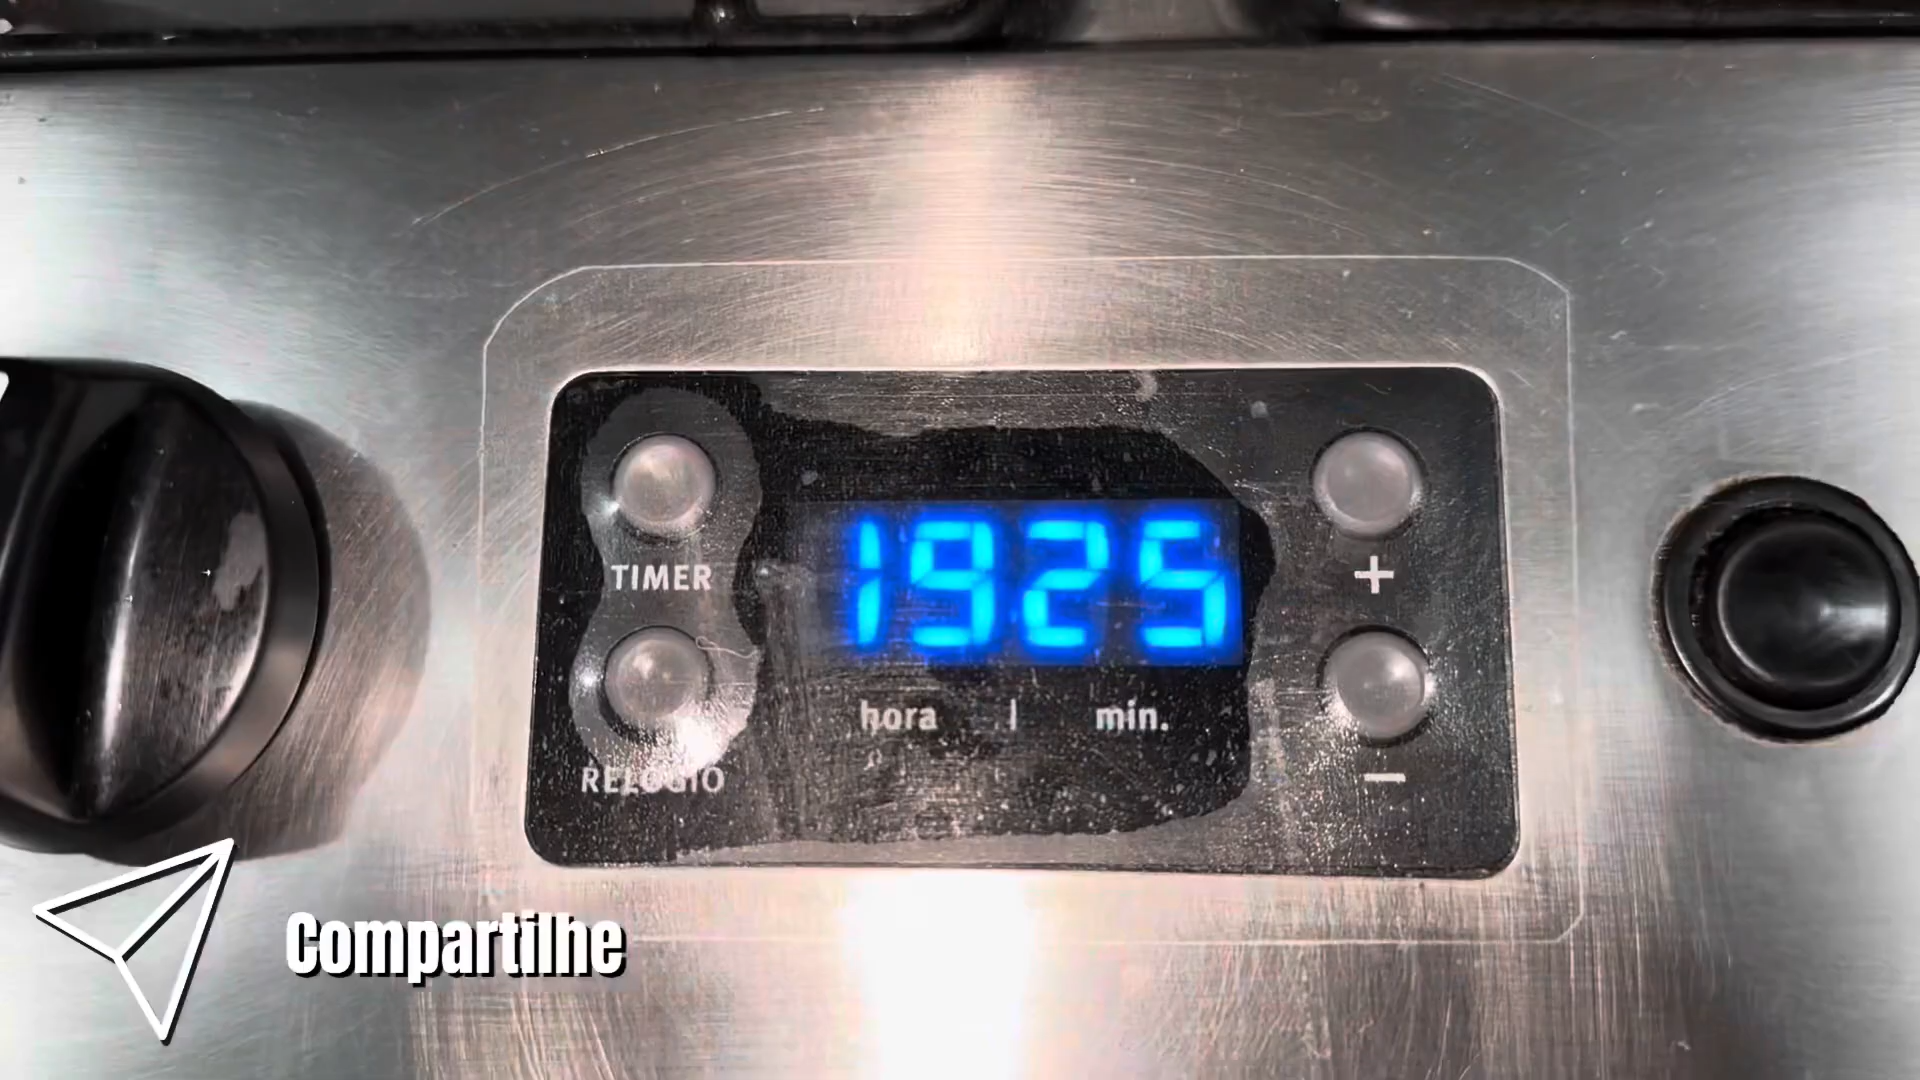 1925
TIMER
+
hora | min.
RELOGIO
−
Compartilhe